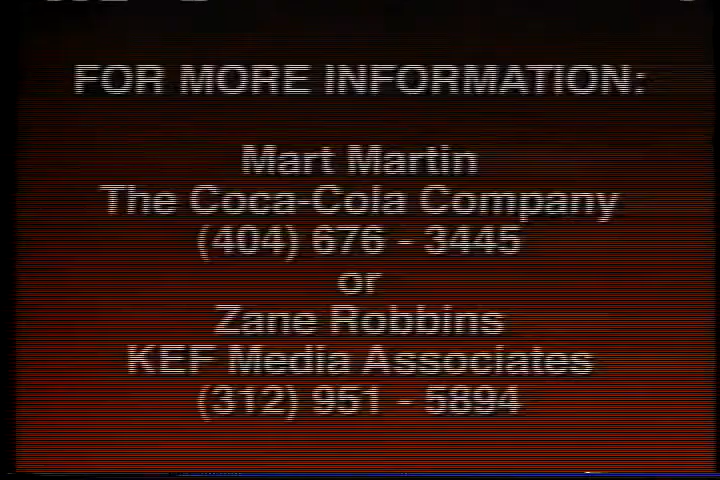 FOR MORE INFORMATION:
Mart Martin
The Coca-Cola Company
(404) 676 - 3445
or
Zane Robbins
KEF Media Associates
(312) 951 - 5894